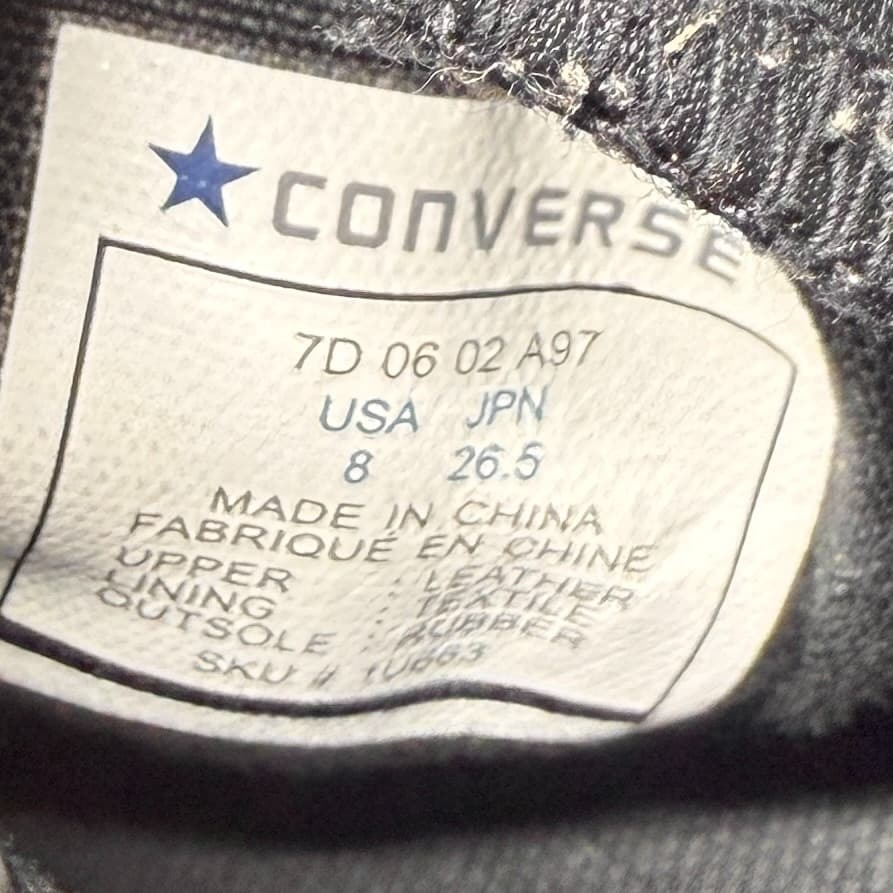 CONVERSE
7D 06 02 A97
USA JPN
8 26.5
MADE IN CHINA
FABRIQUÉ EN CHINE
UPPER : LEATHER
LINING : TEXTILE
OUTSOLE : RUBBER
SKU #